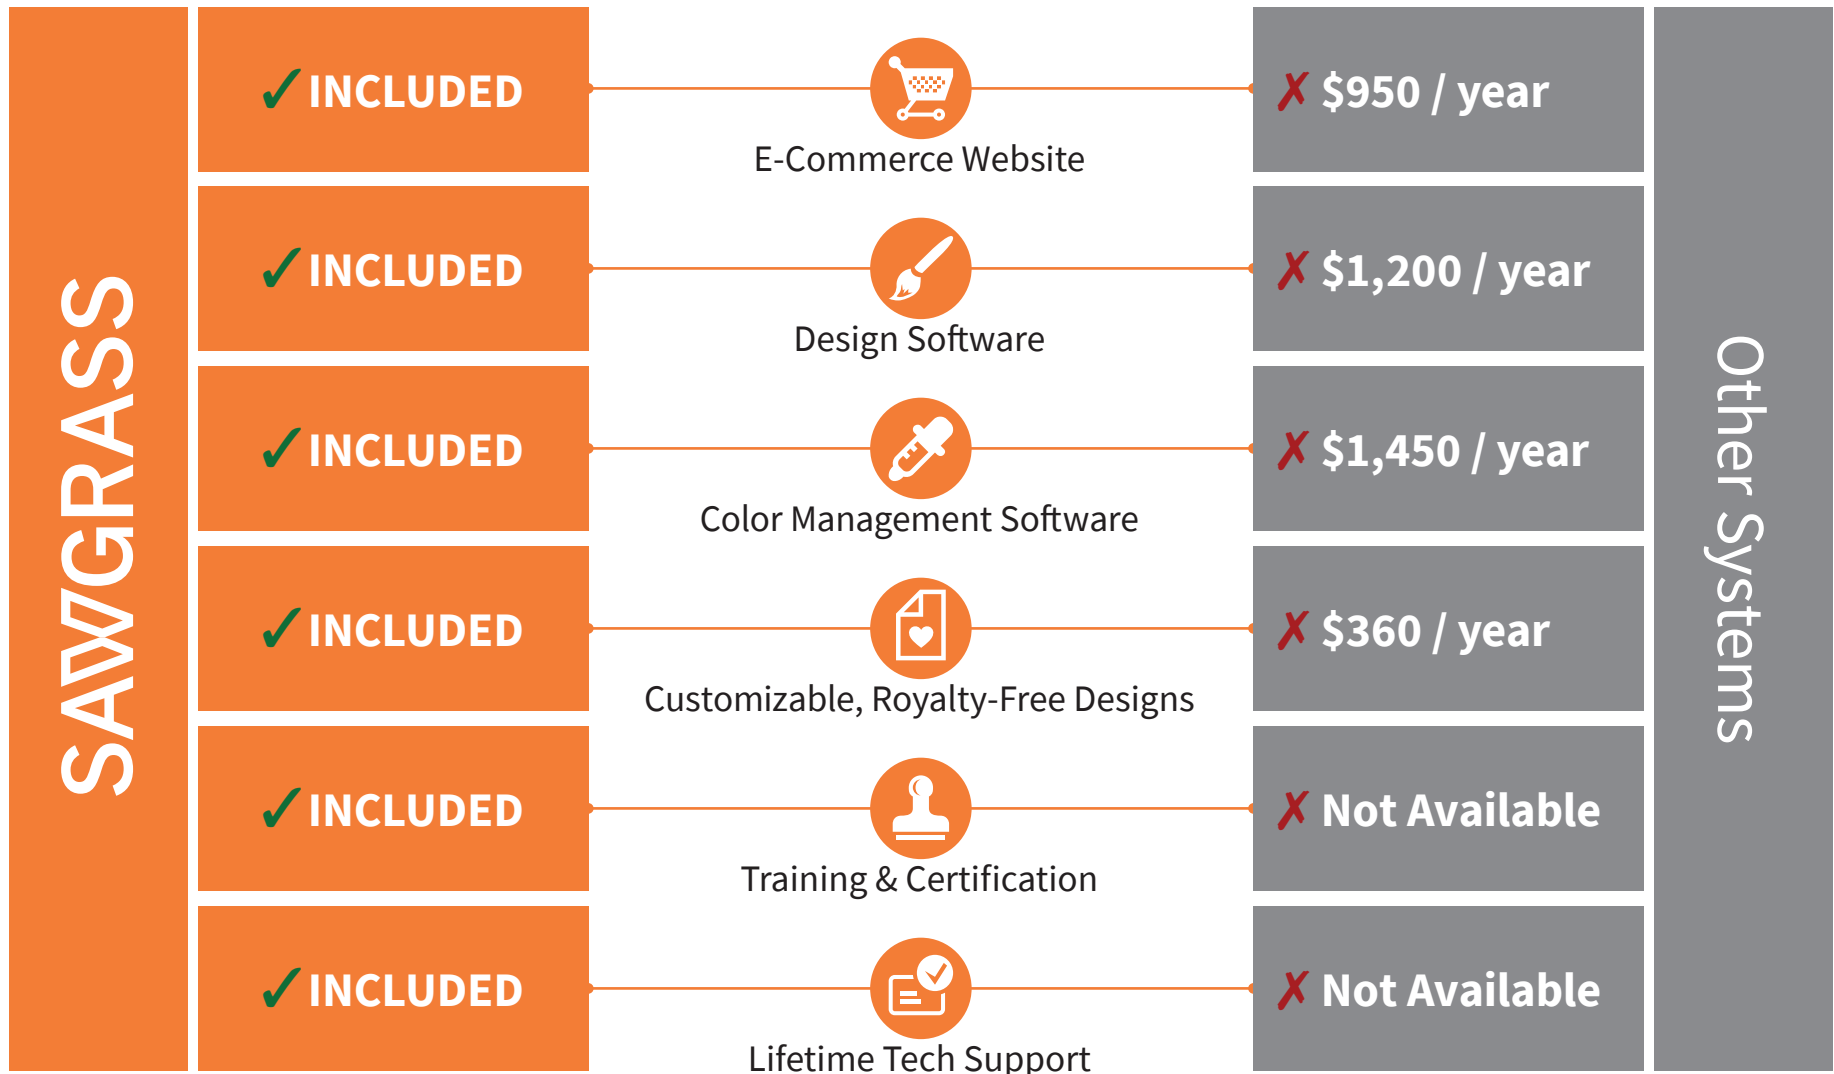 SAWGRASS
✓ INCLUDED
E-Commerce Website
✗ $950 / year
✓ INCLUDED
Design Software
✗ $1,200 / year
✓ INCLUDED
Color Management Software
✗ $1,450 / year
✓ INCLUDED
Customizable, Royalty-Free Designs
✗ $360 / year
✓ INCLUDED
Training & Certification
✗ Not Available
✓ INCLUDED
Lifetime Tech Support
✗ Not Available
Other Systems